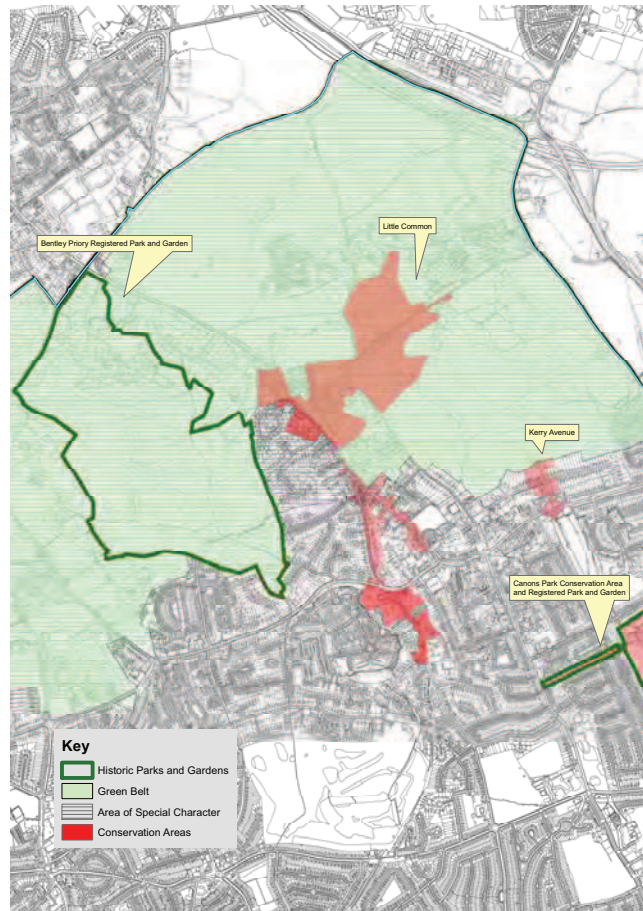 Little Common
Bentley Priory Registered Park and Garden
Kerry Avenue
Canons Park Conservation Area
and Registered Park and Garden
Key
Historic Parks and Gardens
Green Belt
Area of Special Character
Conservation Areas